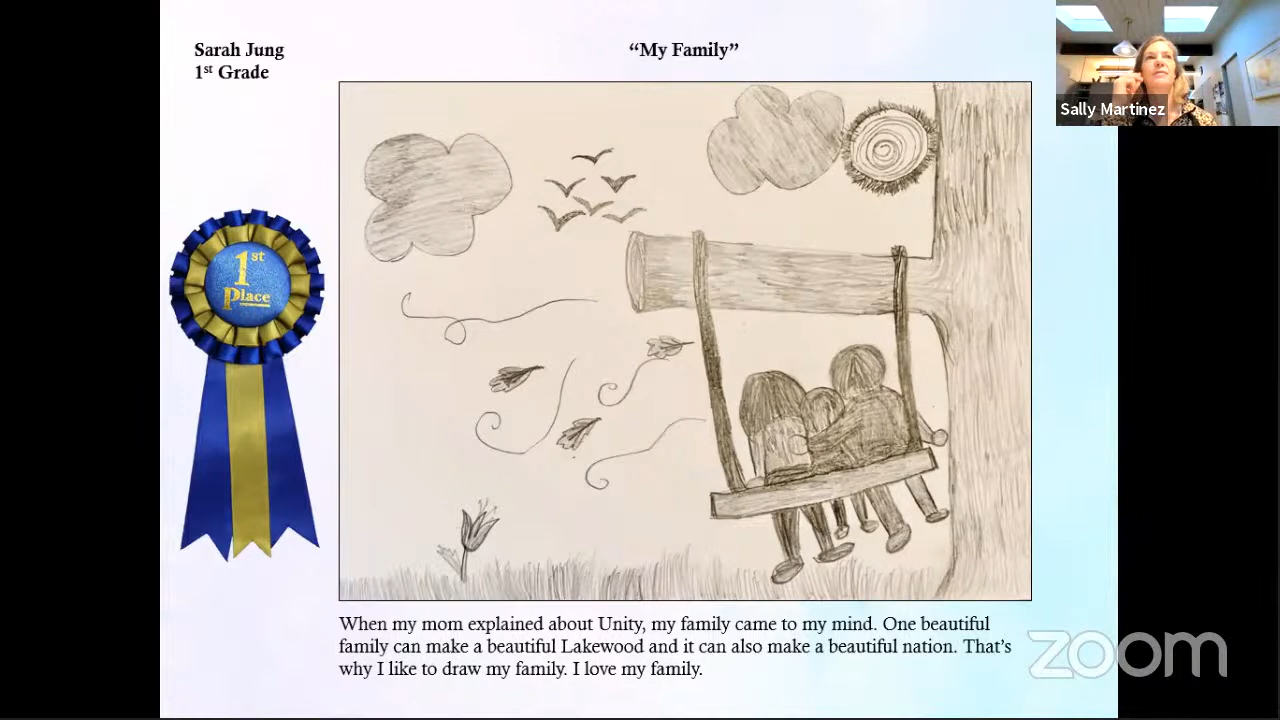 Sarah Jung
1st Grade
“My Family”
Sally Martinez
1st
Place
When my mom explained about Unity, my family came to my mind. One beautiful
family can make a beautiful Lakewood and it can also make a beautiful nation. That’s
why I like to draw my family. I love my family.
zoom